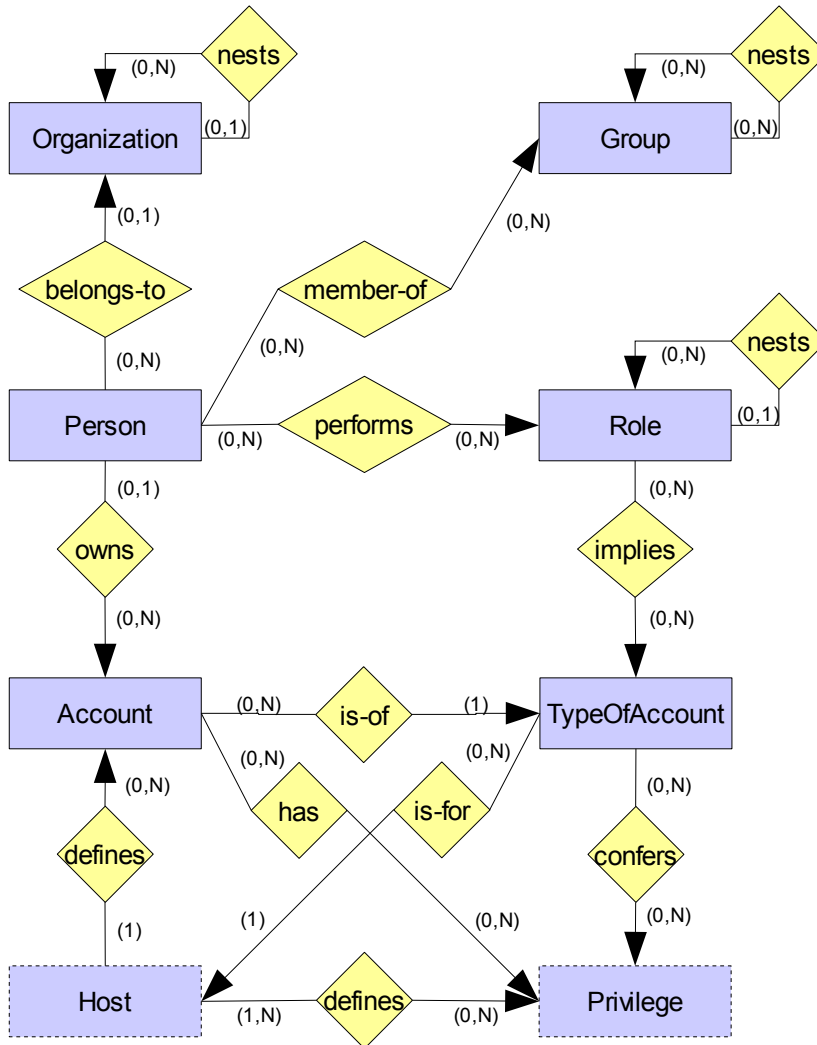 nests
nests
(0,N)
(0,N)
Organization
(0,1)
Group
(0,N)
(0,1)
(0,N)
belongs-to
member-of
(0,N)
(0,N)
nests
(0,N)
Person
(0,N)
performs
(0,N)
Role
(0,1)
(0,1)
(0,N)
owns
implies
(0,N)
(0,N)
Account
(0,N)
is-of
(1)
TypeOfAccount
(0,N)
(0,N)
(0,N)
(0,N)
has
is-for
defines
confers
(1)
(1)
(0,N)
(0,N)
Host
(1,N)
defines
(0,N)
Privilege